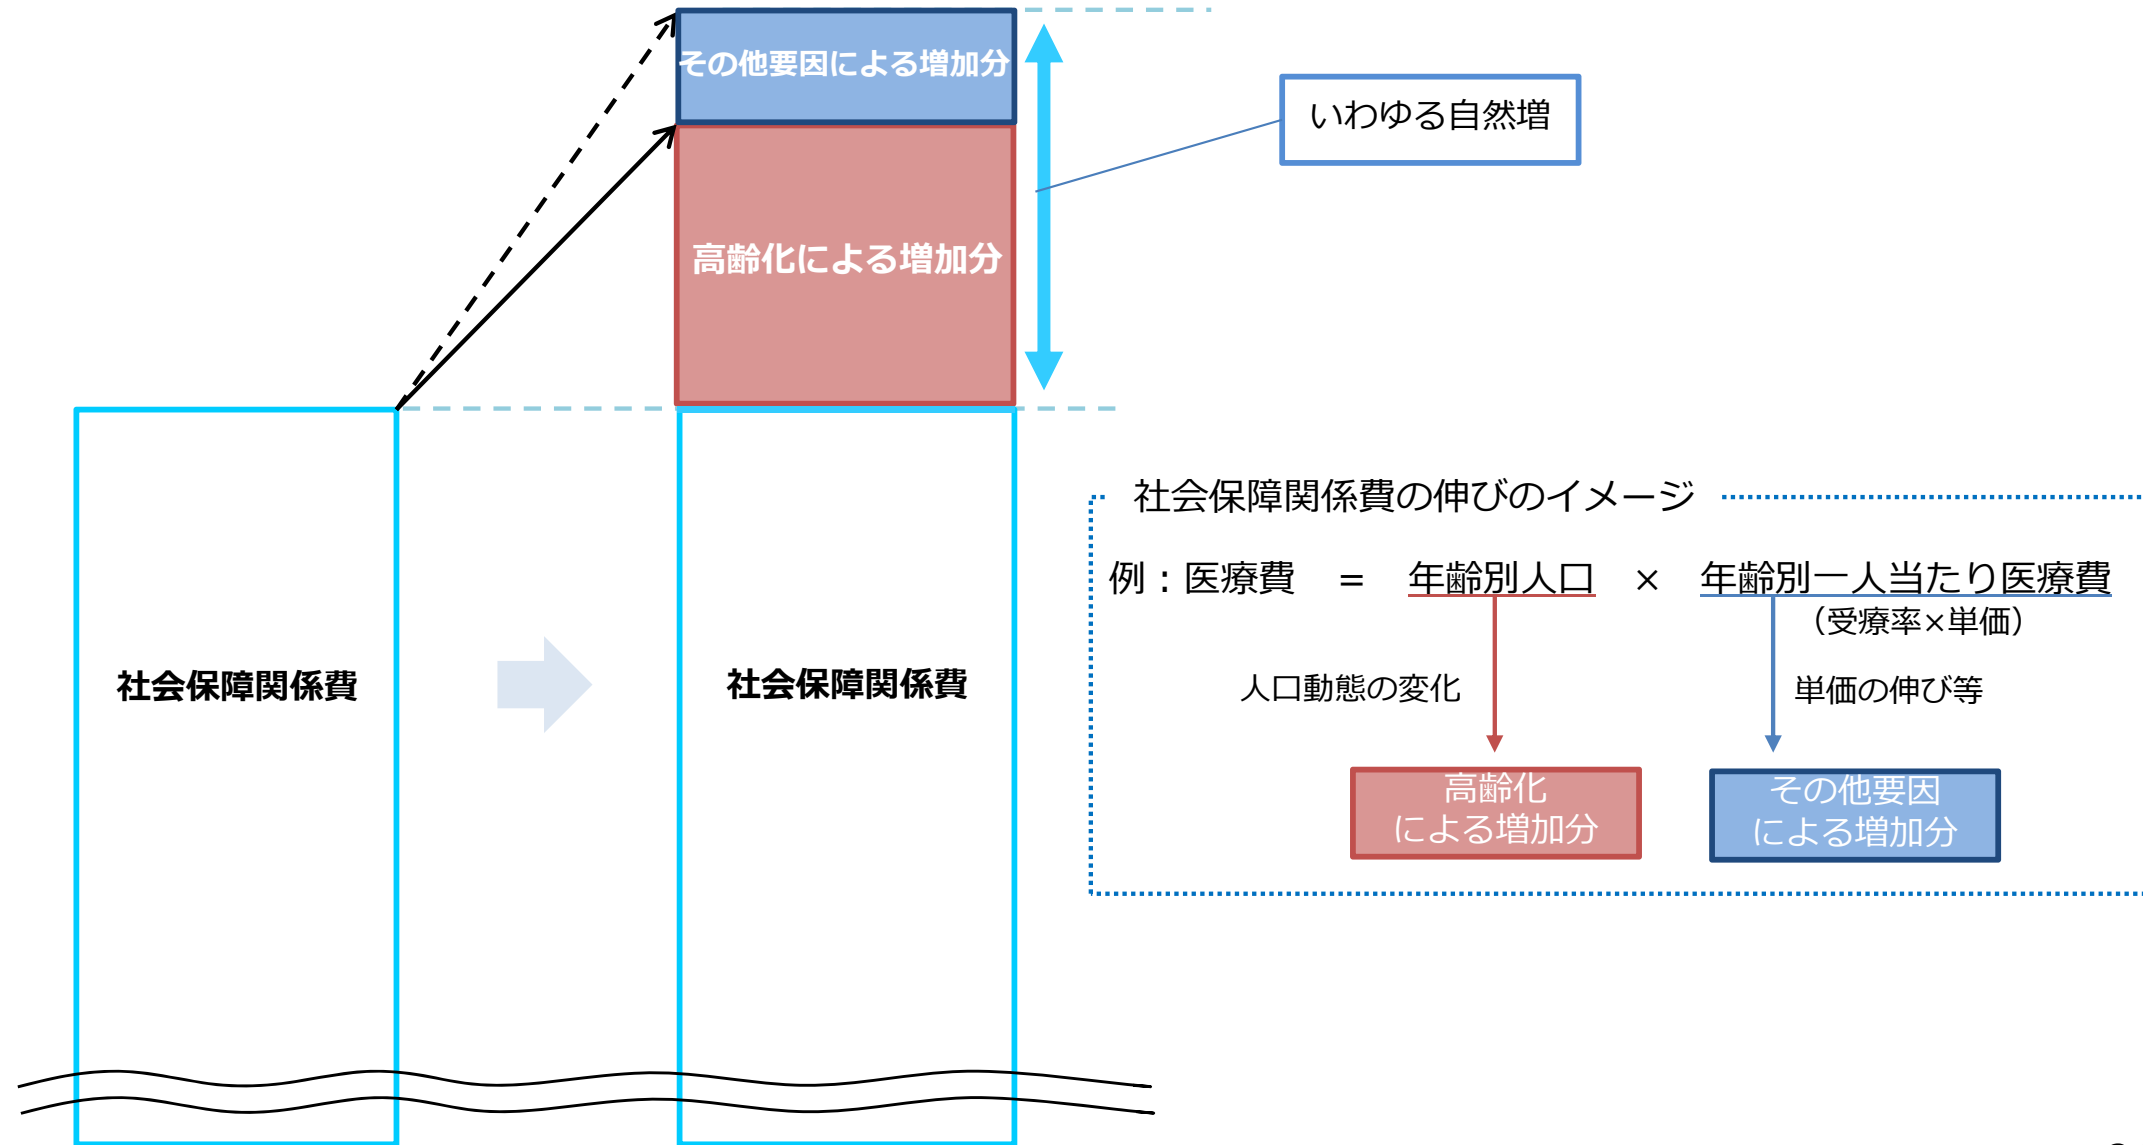 その他要因による増加分
いわゆる自然増
高齢化による増加分
社会保障関係費
社会保障関係費
社会保障関係費の伸びのイメージ
例：医療費 = 年齢別人口 × 年齢別一人当たり医療費
（受療率×単価）
人口動態の変化
単価の伸び等
高齢化
による増加分
その他要因
による増加分